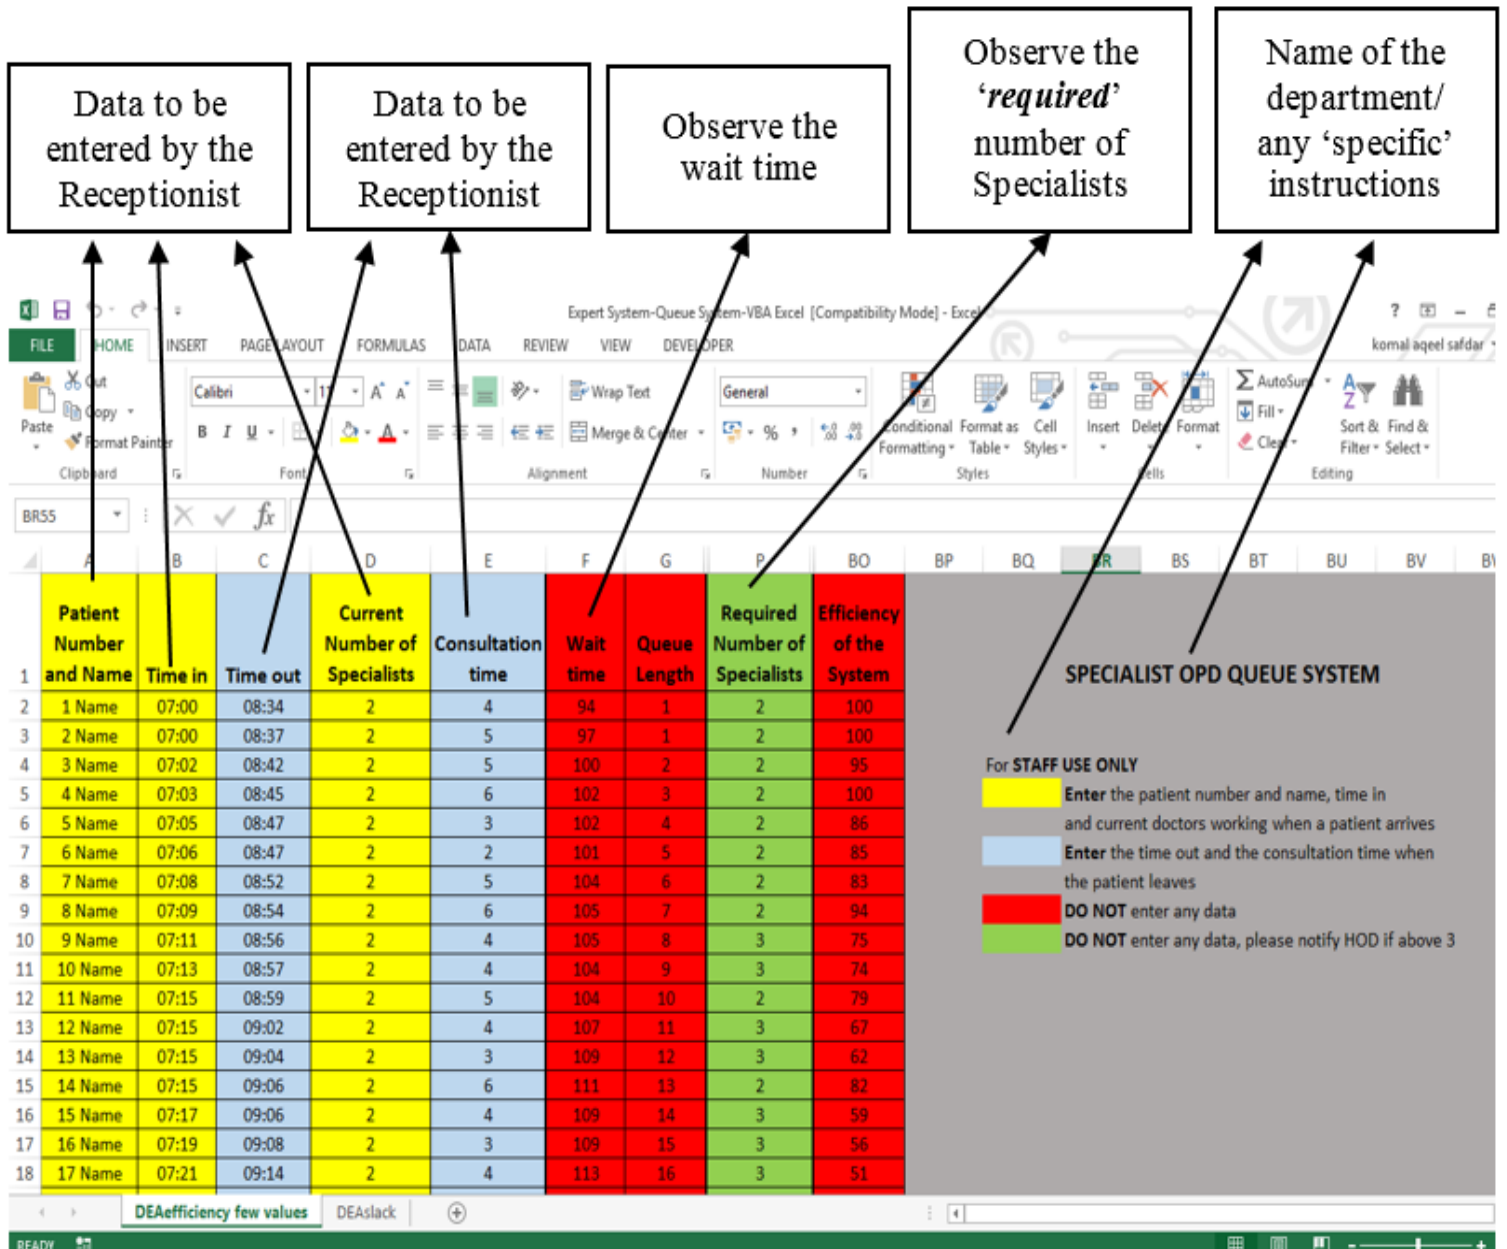 Data to be
entered by the
Receptionist
Data to be
entered by the
Receptionist
Observe the
wait time
Observe the
‘required’
number of
Specialists
Name of the
department/
any ‘specific’
instructions
Expert System-Queue System-VBA Excel [Compatibility Mode] - Excel
FILE HOME INSERT PAGE LAYOUT FORMULAS DATA REVIEW VIEW DEVELOPER komal aqeel safdar
Paste Cut Copy Format Painter
Clipboard
Calibri 11
B I U
Font
Wrap Text
Merge & Center
Alignment
General
Number
Conditional Formatting Format as Table Cell Styles
Styles
Insert Delete Format
Cells
AutoSum Fill Clear Sort & Filter Find & Select
Editing
BR55 fx
A B C D E F G P BO BP BQ BR BS BT BU BV
1 Patient Number and Name Time in Time out Current Number of Specialists Consultation time Wait time Queue Length Required Number of Specialists Efficiency of the System
2 1 Name 07:00 08:34 2 4 94 1 2 100
3 2 Name 07:00 08:37 2 5 97 1 2 100
4 3 Name 07:02 08:42 2 5 100 2 2 95
5 4 Name 07:03 08:45 2 6 102 3 2 100
6 5 Name 07:05 08:47 2 3 102 4 2 86
7 6 Name 07:06 08:47 2 2 101 5 2 85
8 7 Name 07:08 08:52 2 5 104 6 2 83
9 8 Name 07:09 08:54 2 6 105 7 2 94
10 9 Name 07:11 08:56 2 4 105 8 3 75
11 10 Name 07:13 08:57 2 4 104 9 3 74
12 11 Name 07:15 08:59 2 5 104 10 2 79
13 12 Name 07:15 09:02 2 4 107 11 3 67
14 13 Name 07:15 09:04 2 3 109 12 3 62
15 14 Name 07:15 09:06 2 6 111 13 2 82
16 15 Name 07:17 09:06 2 4 109 14 3 59
17 16 Name 07:19 09:08 2 3 109 15 3 56
18 17 Name 07:21 09:14 2 4 113 16 3 51
SPECIALIST OPD QUEUE SYSTEM
For STAFF USE ONLY
Enter the patient number and name, time in
and current doctors working when a patient arrives
Enter the time out and the consultation time when
the patient leaves
DO NOT enter any data
DO NOT enter any data, please notify HOD if above 3
DEAefficiency few values DEAslack
READY